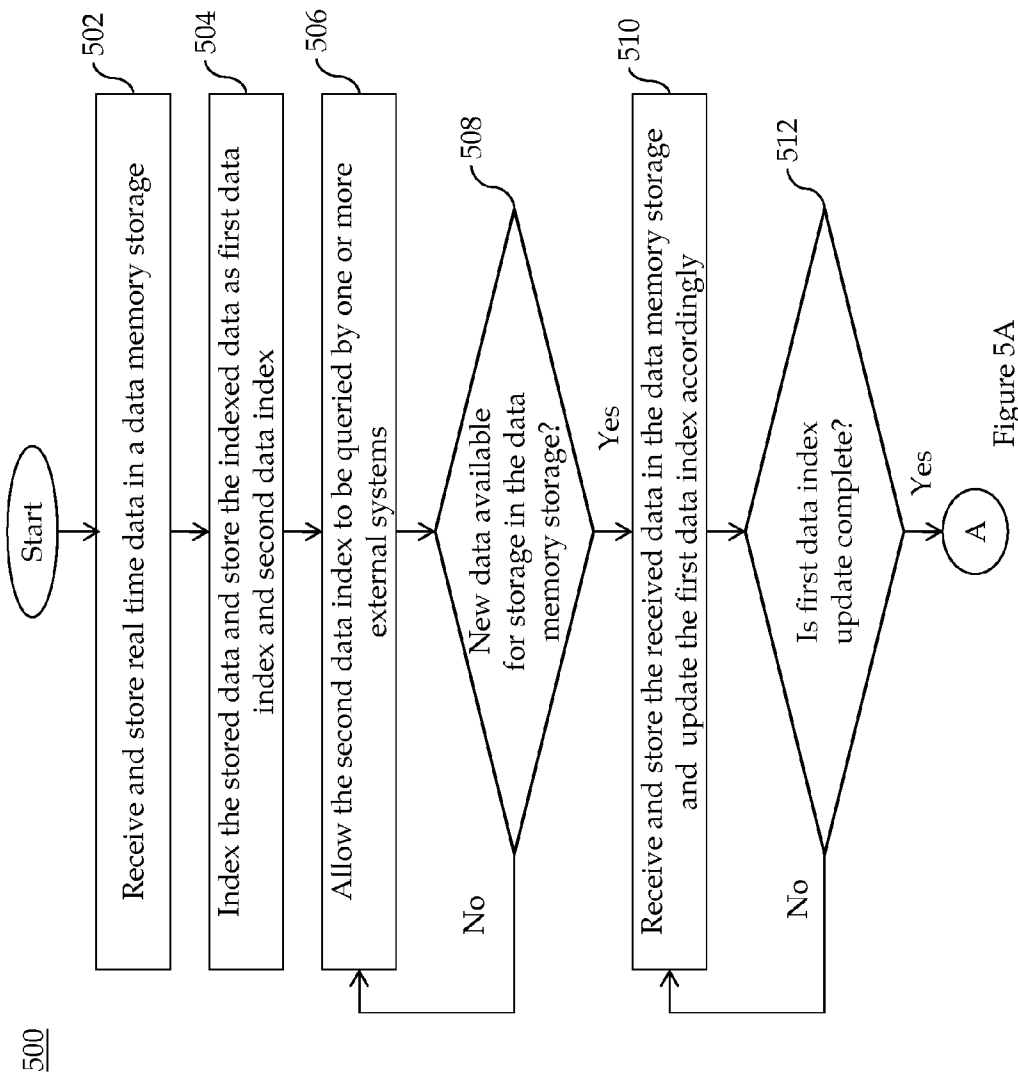 500
Start
502
Receive and store real time data in a data memory storage
504
Index the stored data and store the indexed data as first data
index and second data index
506
Allow the second data index to be queried by one or more
external systems
508
New data available
for storage in the data
memory storage?
No
Yes
510
Receive and store the received data in the data memory storage
and update the first data index accordingly
512
Is first data index
update complete?
No
Yes
A
Figure 5A